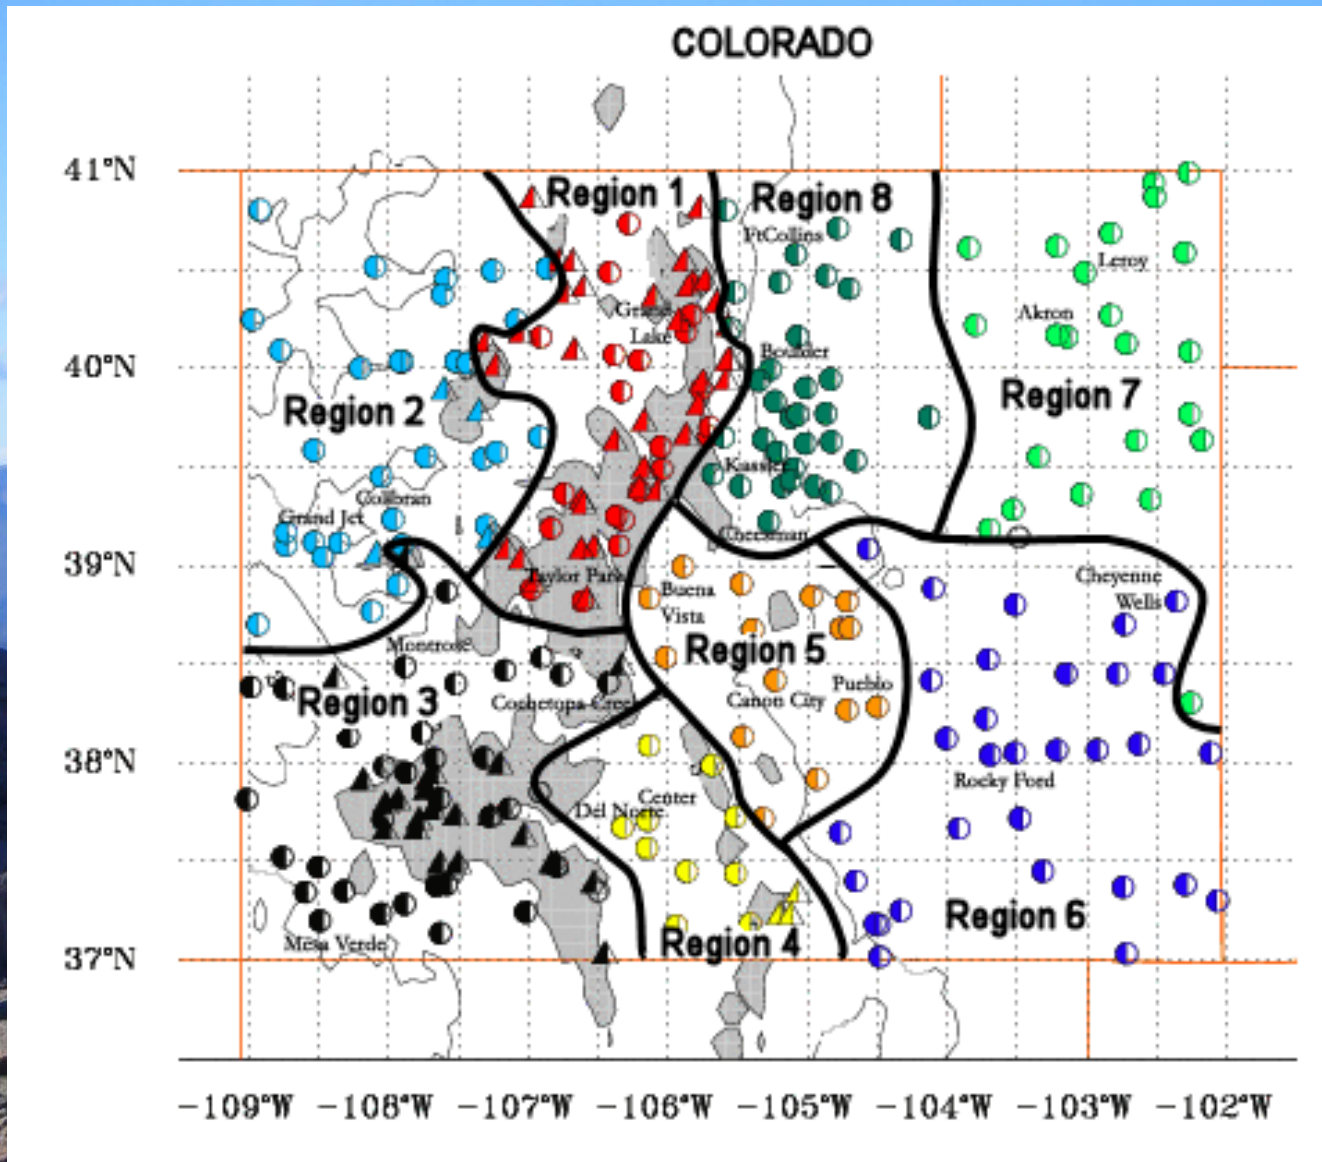 COLORADO
41°N
Region 1
Region 8
FtCollins
Leroy
Grand
Lake
Akron
Boulder
40°N
Region 2
Region 7
Kassler
Collbran
Grand Jct
Cheesman
39°N
Taylor Park
Buena
Vista
Cheyenne
Wells
Montrose
Region 5
Region 3
Cochetopa Creek
Canon City
Pueblo
38°N
Rocky Ford
Del Norte
Center
Region 6
Mesa Verde
Region 4
37°N
-109°W -108°W -107°W -106°W -105°W -104°W -103°W -102°W